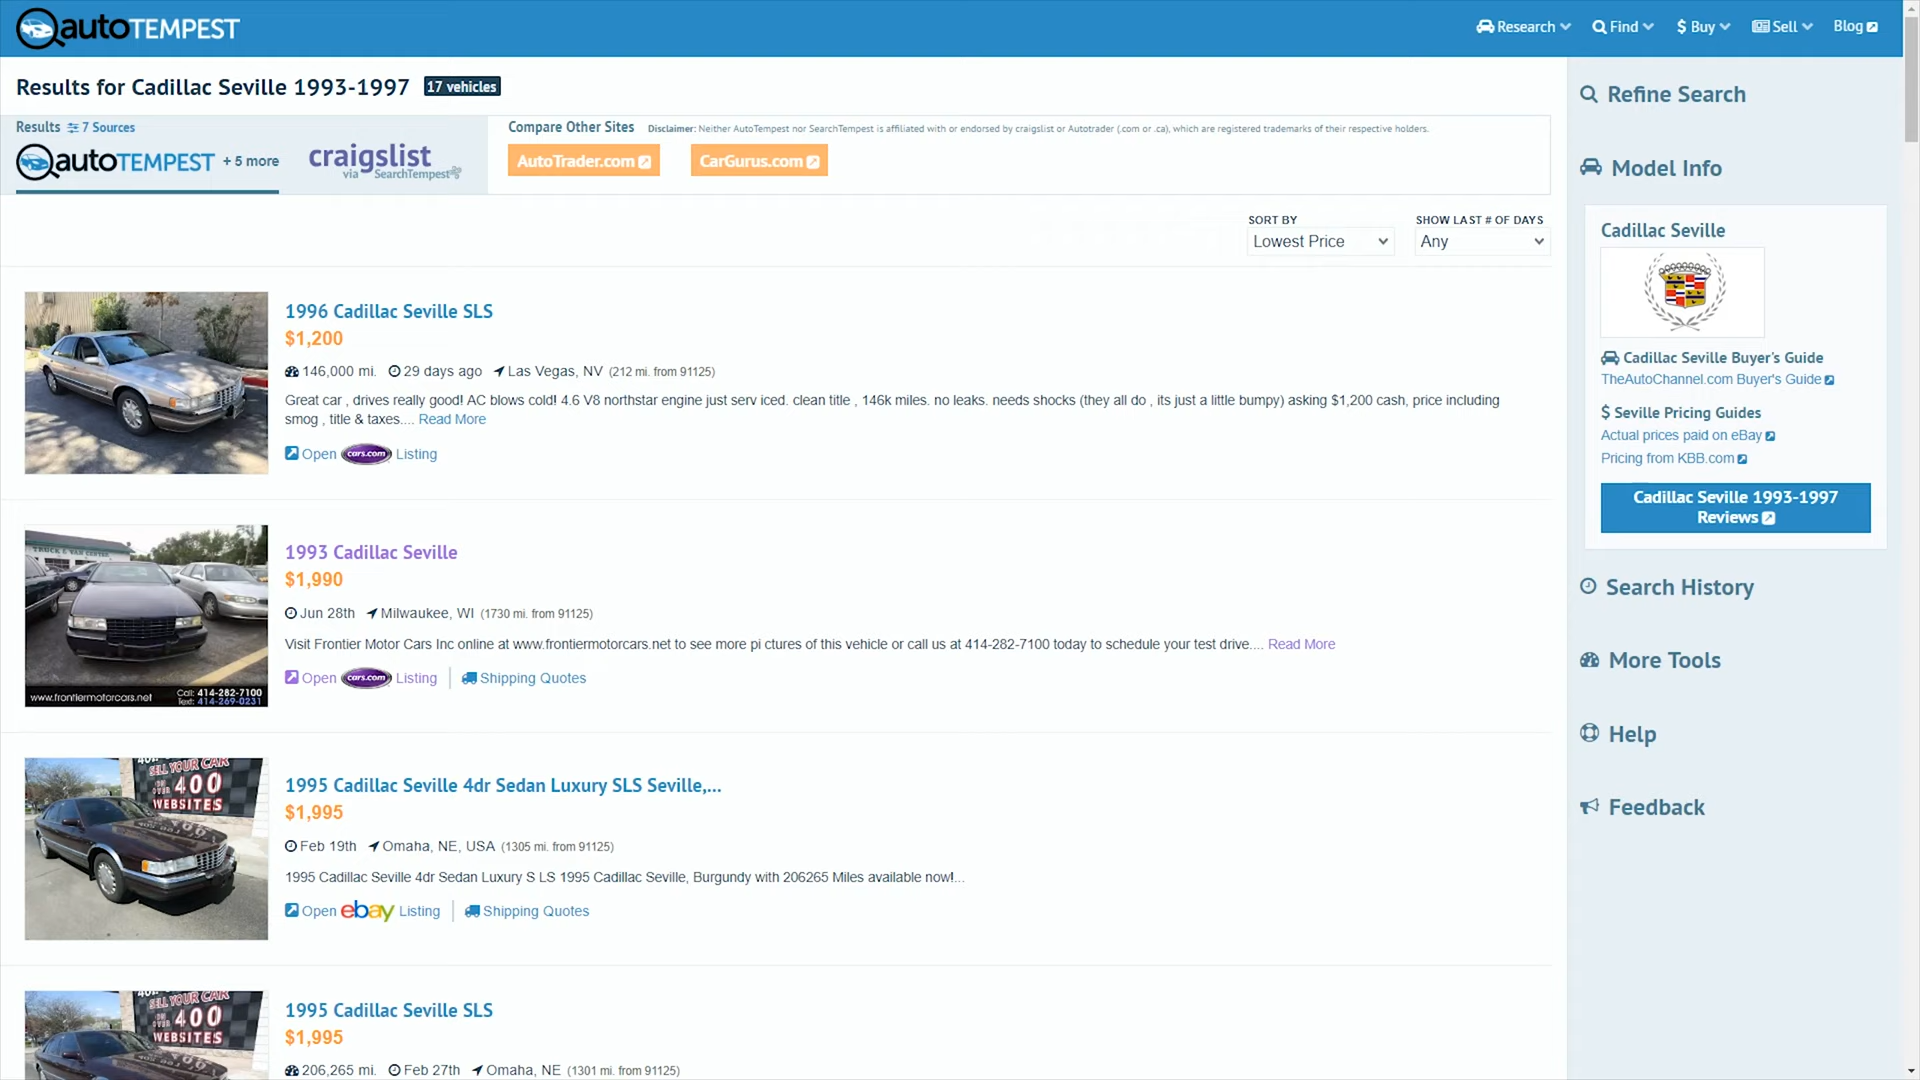 autoTEMPEST
Research
Find
Buy
Sell
Blog
Results for Cadillac Seville 1993-1997 17 vehicles
Results 7 Sources
autoTEMPEST + 5 more
craigslist
via SearchTempest
Compare Other Sites Disclaimer: Neither AutoTempest nor SearchTempest is affiliated with or endorsed by craigslist or Autotrader (.com or .ca), which are registered trademarks of their respective holders.
AutoTrader.com
CarGurus.com
SORT BY
Lowest Price
SHOW LAST # OF DAYS
Any
1996 Cadillac Seville SLS
$1,200
146,000 mi. 29 days ago Las Vegas, NV (212 mi. from 91125)
Great car , drives really good! AC blows cold! 4.6 V8 northstar engine just serv iced. clean title , 146k miles. no leaks. needs shocks (they all do , its just a little bumpy) asking $1,200 cash, price including
smog , title & taxes.... Read More
Open cars.com Listing
TRUCK & VAN CENTER
www.frontiermotorcars.net
Call: 414-282-7100
Text: 414-269-0231
1993 Cadillac Seville
$1,990
Jun 28th Milwaukee, WI (1730 mi. from 91125)
Visit Frontier Motor Cars Inc online at www.frontiermotorcars.net to see more pi ctures of this vehicle or call us at 414-282-7100 today to schedule your test drive.... Read More
Open cars.com Listing Shipping Quotes
SELL YOUR CAR
400
WEBSITES
1995 Cadillac Seville 4dr Sedan Luxury SLS Seville,...
$1,995
Feb 19th Omaha, NE, USA (1305 mi. from 91125)
1995 Cadillac Seville 4dr Sedan Luxury S LS 1995 Cadillac Seville, Burgundy with 206265 Miles available now!...
Open ebay Listing Shipping Quotes
SELL YOUR CAR
400
WEBSITES
1995 Cadillac Seville SLS
$1,995
206,265 mi. Feb 27th Omaha, NE (1301 mi. from 91125)
Refine Search
Model Info
Cadillac Seville
Cadillac Seville Buyer's Guide
TheAutoChannel.com Buyer's Guide
$ Seville Pricing Guides
Actual prices paid on eBay
Pricing from KBB.com
Cadillac Seville 1993-1997
Reviews
Search History
More Tools
Help
Feedback